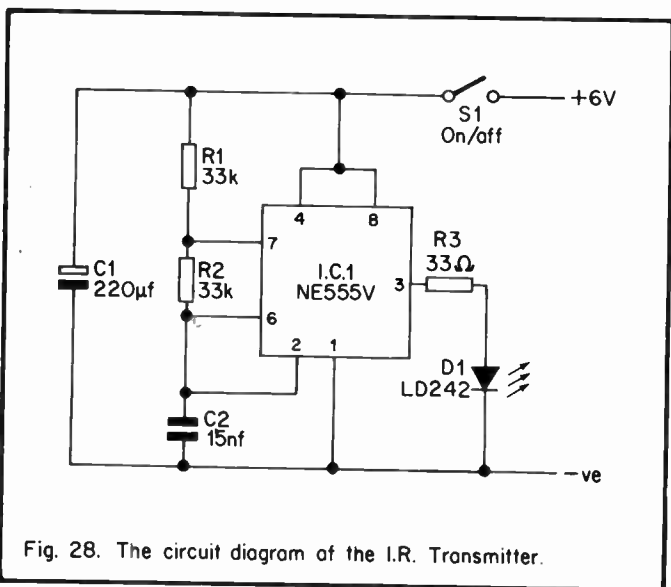 +6V
S1
On/aff
R1
33k
4
8
7
R3
33Ω
C1
220µf
R2
33k
I.C.1
NE555V
3
6
2
1
D1
LD242
C2
15nf
-ve
Fig. 28. The circuit diagram of the I.R. Transmitter.